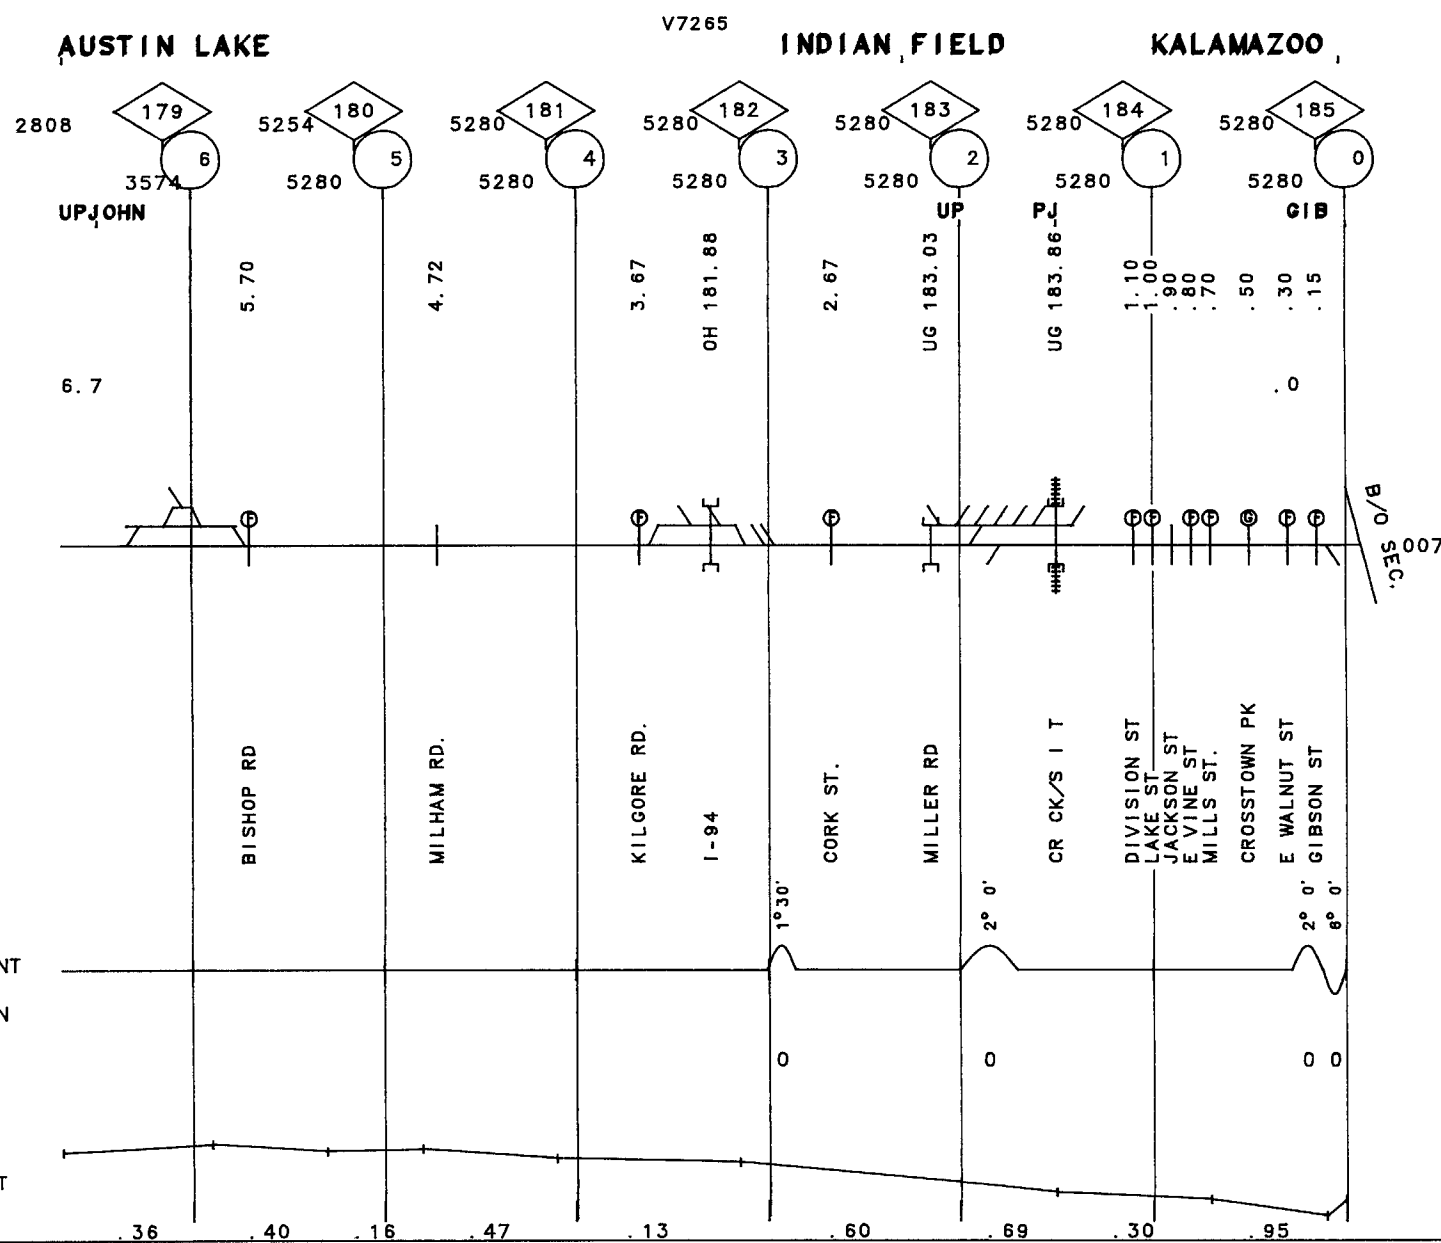 V7265
AUSTIN LAKE INDIAN FIELD KALAMAZOO
179 180 181 182 183 184 185
2808 5254 5280 5280 5280 5280 5280
6 5 4 3 2 1 0
3574 5280 5280 5280 5280 5280 5280
UPJOHN UP PJ GIB
5.70 4.72 3.67 OH 181.88 2.67 UG 183.03 UG 183.86 1.10 1.00 .90 .80 .70 .50 .30 .15
6.7 .0
F F F F F F F G F F
B/O SEC.
007
BISHOP RD
MILHAM RD.
KILGORE RD.
I-94
CORK ST.
MILLER RD
CR CK/S I T
DIVISION ST
LAKE ST
JACKSON ST
E VINE ST
MILLS ST.
CROSSTOWN PK
E WALNUT ST
GIBSON ST
1°30' 2° 0' 2° 0' 8° 0'
NT
N
0 0 0 0
T
.36 .40 .16 .47 .13 .60 .69 .30 .95